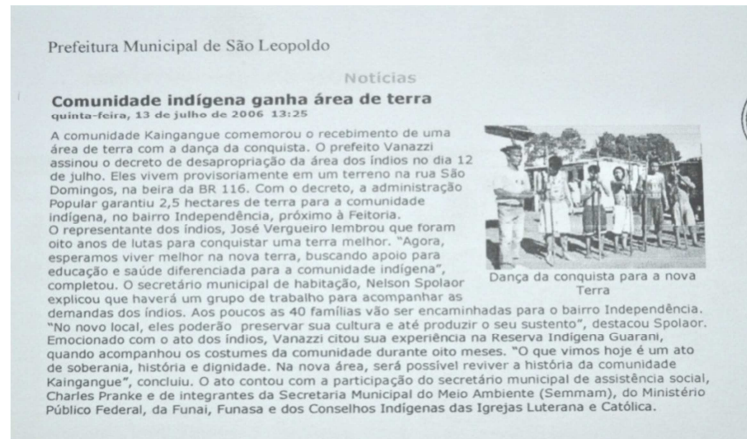 Prefeitura Municipal de São Leopoldo
Notícias
Comunidade indígena ganha área de terra
quinta-feira, 13 de julho de 2006 13:25
A comunidade Kaingangue comemorou o recebimento de uma
área de terra com a dança da conquista. O prefeito Vanazzi
assinou o decreto de desapropriação da área dos índios no dia 12
de julho. Eles vivem provisoriamente em um terreno na rua São
Domingos, na beira da BR 116. Com o decreto, a administração
Popular garantiu 2,5 hectares de terra para a comunidade
indígena, no bairro Independência, próximo à Feitoria.
O representante dos índios, José Vergueiro lembrou que foram
oito anos de lutas para conquistar uma terra melhor. "Agora,
esperamos viver melhor na nova terra, buscando apoio para
educação e saúde diferenciada para a comunidade indígena",
completou. O secretário municipal de habitação, Nelson Spolaor
explicou que haverá um grupo de trabalho para acompanhar as
demandas dos índios. Aos poucos as 40 famílias vão ser encaminhadas para o bairro Independência.
"No novo local, eles poderão preservar sua cultura e até produzir o seu sustento", destacou Spolaor.
Emocionado com o ato dos índios, Vanazzi citou sua experiência na Reserva Indígena Guarani,
quando acompanhou os costumes da comunidade durante oito meses. "O que vimos hoje é um ato
de soberania, história e dignidade. Na nova área, será possível reviver a história da comunidade
Kaingangue", concluiu. O ato contou com a participação do secretário municipal de assistência social,
Charles Pranke e de integrantes da Secretaria Municipal do Meio Ambiente (Semmam), do Ministério
Público Federal, da Funai, Funasa e dos Conselhos Indígenas das Igrejas Luterana e Católica.
Dança da conquista para a nova
Terra